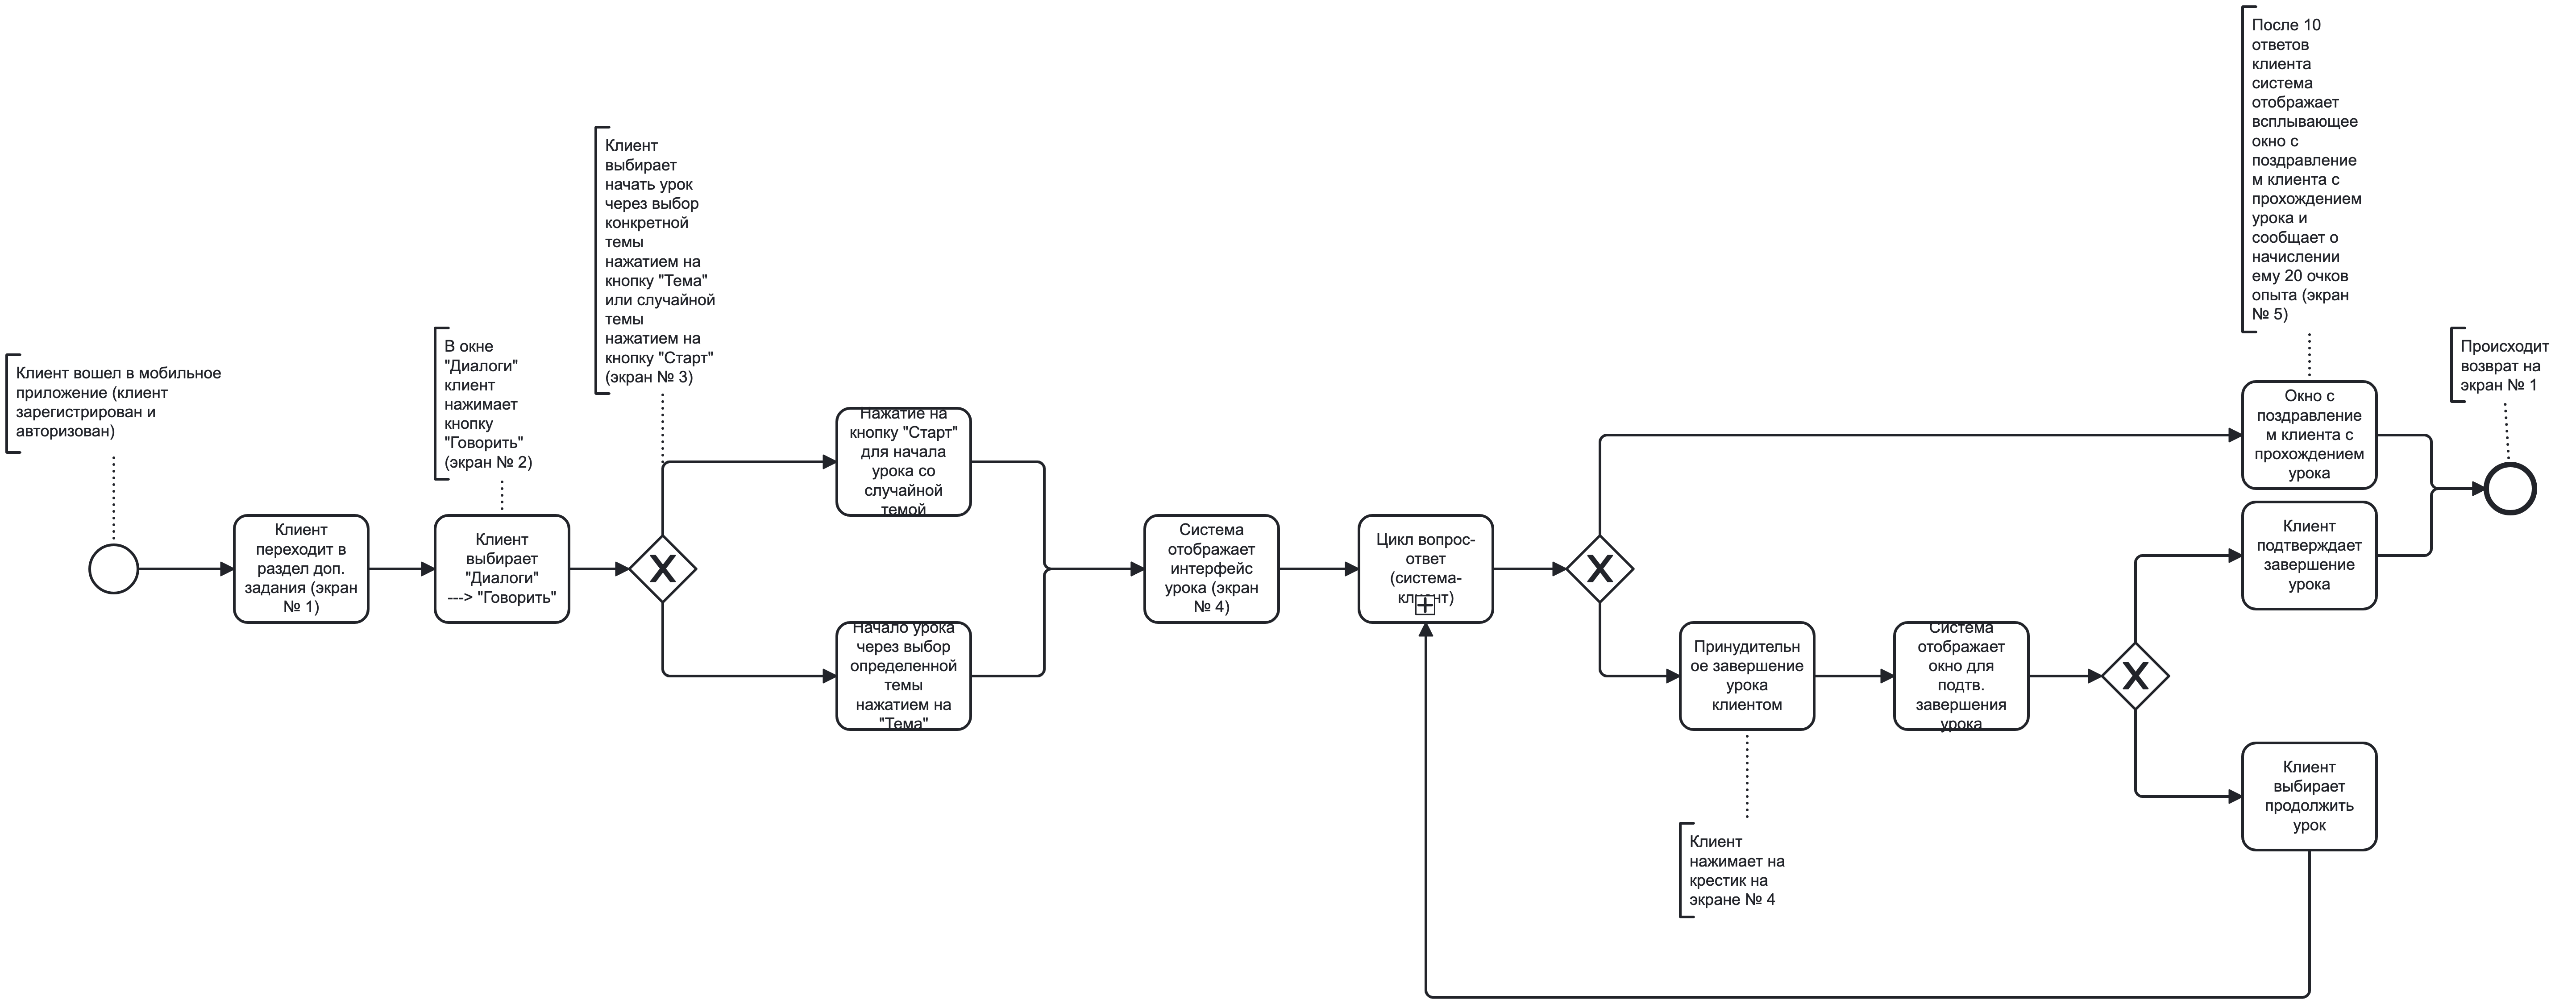 Клиент вошел в мобильное
приложение (клиент
зарегистрирован и
авторизован)
Клиент
переходит в
раздел доп.
задания (экран
№ 1)
В окне
"Диалоги"
клиент
нажимает
кнопку
"Говорить"
(экран № 2)
Клиент
выбирает
"Диалоги"
---> "Говорить"
Клиент
выбирает
начать урок
через выбор
конкретной
темы
нажатием на
кнопку "Тема"
или случайной
темы
нажатием на
кнопку "Старт"
(экран № 3)
X
Нажатие на
кнопку "Старт"
для начала
урока со
случайной
темой
Начало урока
через выбор
определенной
темы
нажатием на
"Тема"
Система
отображает
интерфейс
урока (экран
№ 4)
Цикл вопрос-
ответ
(система-
клиент)
X
Принудительн
ое завершение
урока
клиентом
Клиент
нажимает на
крестик на
экране № 4
Система
отображает
окно для
подтв.
завершения
урока
X
После 10
ответов
клиента
система
отображает
всплывающее
окно с
поздравление
м клиента с
прохождением
урока и
сообщает о
начислении
ему 20 очков
опыта (экран
№ 5)
Окно с
поздравление
м клиента с
прохождением
урока
Клиент
подтверждает
завершение
урока
Клиент
выбирает
продолжить
урок
Происходит
возврат на
экран № 1